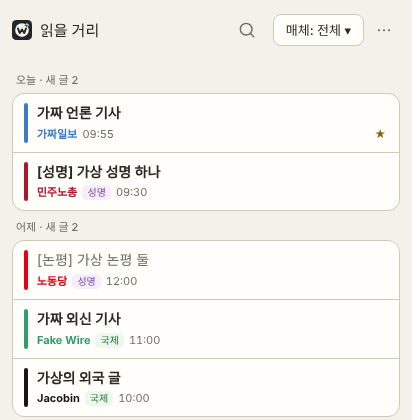 읽을 거리
매체: 전체 ▾
···
오늘 · 새 글 2
가짜 언론 기사
가짜일보 09:55 ★
[성명] 가상 성명 하나
민주노총 성명 09:30
어제 · 새 글 2
[논평] 가상 논평 둘
노동당 성명 12:00
가짜 외신 기사
Fake Wire 국제 11:00
가상의 외국 글
Jacobin 국제 10:00